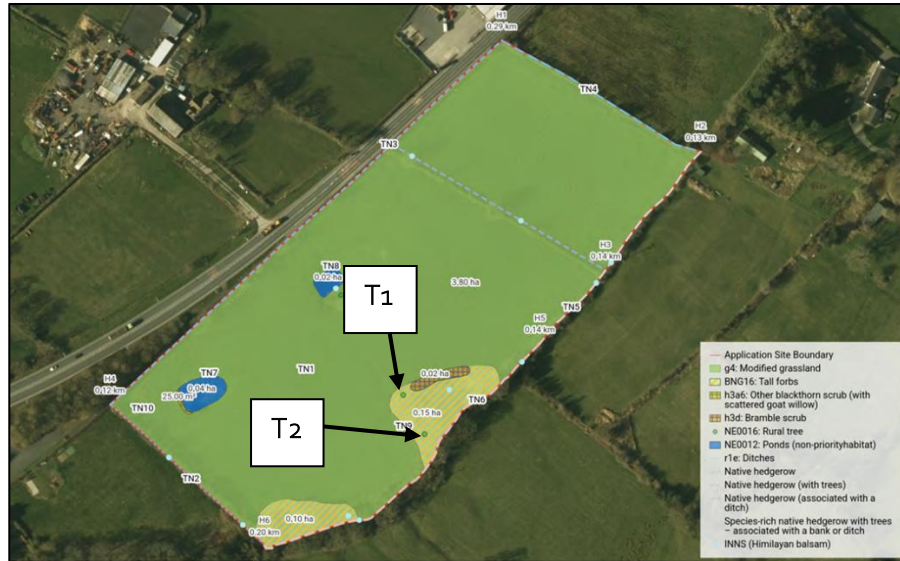 H1
0,29 km
TN4
H2
0,13 km
TN3
H3
0,14 km
TN8
0,02 ha
3,80 ha
T1
TN5
H5
0,14 km
H4
0,12 km
TN7
0,04 ha
25,00 m²
TN1
0,02 ha
TN10
TN6
0,15 ha
TN9
T2
TN2
H6
0,20 km
0,10 ha
Application Site Boundary
g4: Modified grassland
BNG16: Tall forbs
h3a6: Other blackthorn scrub (with
scattered goat willow)
h3d: Bramble scrub
NE0016: Rural tree
NE0012: Ponds (non-priorityhabitat)
r1e: Ditches
Native hedgerow
Native hedgerow (with trees)
Native hedgerow (associated with a
ditch)
Species-rich native hedgerow with trees
– associated with a bank or ditch
INNS (Himilayan balsam)